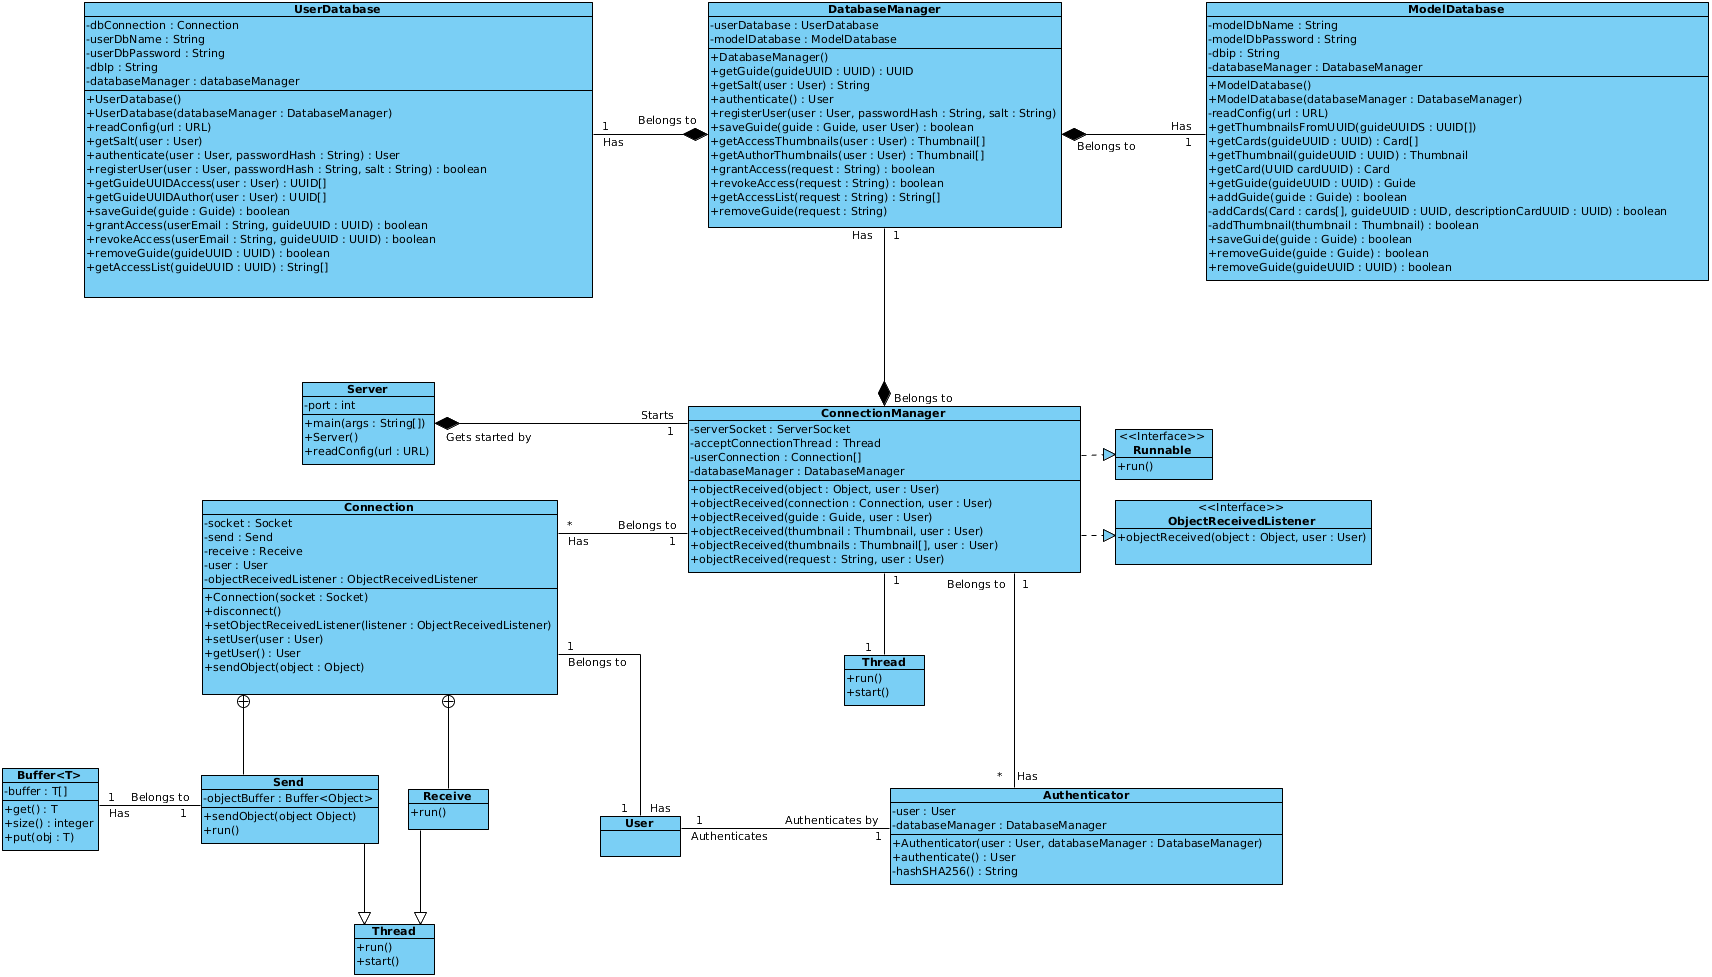 UserDatabase
-dbConnection : Connection
-userDbName : String
-userDbPassword : String
-dbIp : String
-databaseManager : databaseManager
+UserDatabase()
+UserDatabase(databaseManager : DatabaseManager)
+readConfig(url : URL)
+getSalt(user : User)
+authenticate(user : User, passwordHash : String) : User
+registerUser(user : User, passwordHash : String, salt : String) : boolean
+getGuideUUIDAccess(user : User) : UUID[]
+getGuideUUIDAuthor(user : User) : UUID[]
+saveGuide(guide : Guide) : boolean
+grantAccess(userEmail : String, guideUUID : UUID) : boolean
+revokeAccess(userEmail : String, guideUUID : UUID) : boolean
+removeGuide(guideUUID : UUID) : boolean
+getAccessList(guideUUID : UUID) : String[]
1
Has
Belongs to
DatabaseManager
-userDatabase : UserDatabase
-modelDatabase : ModelDatabase
+DatabaseManager()
+getGuide(guideUUID : UUID) : UUID
+getSalt(user : User) : String
+authenticate() : User
+registerUser(user : User, passwordHash : String, salt : String)
+saveGuide(guide : Guide, user User) : boolean
+getAccessThumbnails(user : User) : Thumbnail[]
+getAuthorThumbnails(user : User) : Thumbnail[]
+grantAccess(request : String) : boolean
+revokeAccess(request : String) : boolean
+getAccessList(request : String) : String[]
+removeGuide(request : String)
Belongs to
Has
1
ModelDatabase
-modelDbName : String
-modelDbPassword : String
-dbip : String
-databaseManager : DatabaseManager
+ModelDatabase()
+ModelDatabase(databaseManager : DatabaseManager)
-readConfig(url : URL)
+getThumbnailsFromUUID(guideUUIDS : UUID[])
+getCards(guideUUID : UUID) : Card[]
+getThumbnail(guideUUID : UUID) : Thumbnail
+getCard(UUID cardUUID) : Card
+getGuide(guideUUID : UUID) : Guide
+addGuide(guide : Guide) : boolean
-addCards(Card : cards[], guideUUID : UUID, descriptionCardUUID : UUID) : boolean
-addThumbnail(thumbnail : Thumbnail) : boolean
+saveGuide(guide : Guide) : boolean
+removeGuide(guide : Guide) : boolean
+removeGuide(guideUUID : UUID) : boolean
Has 1
Belongs to
Server
-port : int
+main(args : String[])
+Server()
+readConfig(url : URL)
Gets started by
Starts
1
ConnectionManager
-serverSocket : ServerSocket
-acceptConnectionThread : Thread
-userConnection : Connection[]
-databaseManager : DatabaseManager
+objectReceived(object : Object, user : User)
+objectReceived(connection : Connection, user : User)
+objectReceived(guide : Guide, user : User)
+objectReceived(thumbnail : Thumbnail, user : User)
+objectReceived(thumbnails : Thumbnail[], user : User)
+objectReceived(request : String, user : User)
<<Interface>>
Runnable
+run()
<<Interface>>
ObjectReceivedListener
+objectReceived(object : Object, user : User)
Connection
-socket : Socket
-send : Send
-receive : Receive
-user : User
-objectReceivedListener : ObjectReceivedListener
+Connection(socket : Socket)
+disconnect()
+setObjectReceivedListener(listener : ObjectReceivedListener)
+setUser(user : User)
+getUser() : User
+sendObject(object : Object)
*
Has
Belongs to
1
1
Belongs to
1
1
Thread
+run()
+start()
Belongs to 1
* Has
Buffer<T>
-buffer : T[]
+get() : T
+size() : integer
+put(obj : T)
1
Has
Belongs to
1
Send
-objectBuffer : Buffer<Object>
+sendObject(object Object)
+run()
Receive
+run()
1 Has
User
1
Authenticates
Authenticates by
1
Authenticator
-user : User
-databaseManager : DatabaseManager
+Authenticator(user : User, databaseManager : DatabaseManager)
+authenticate() : User
-hashSHA256() : String
Thread
+run()
+start()